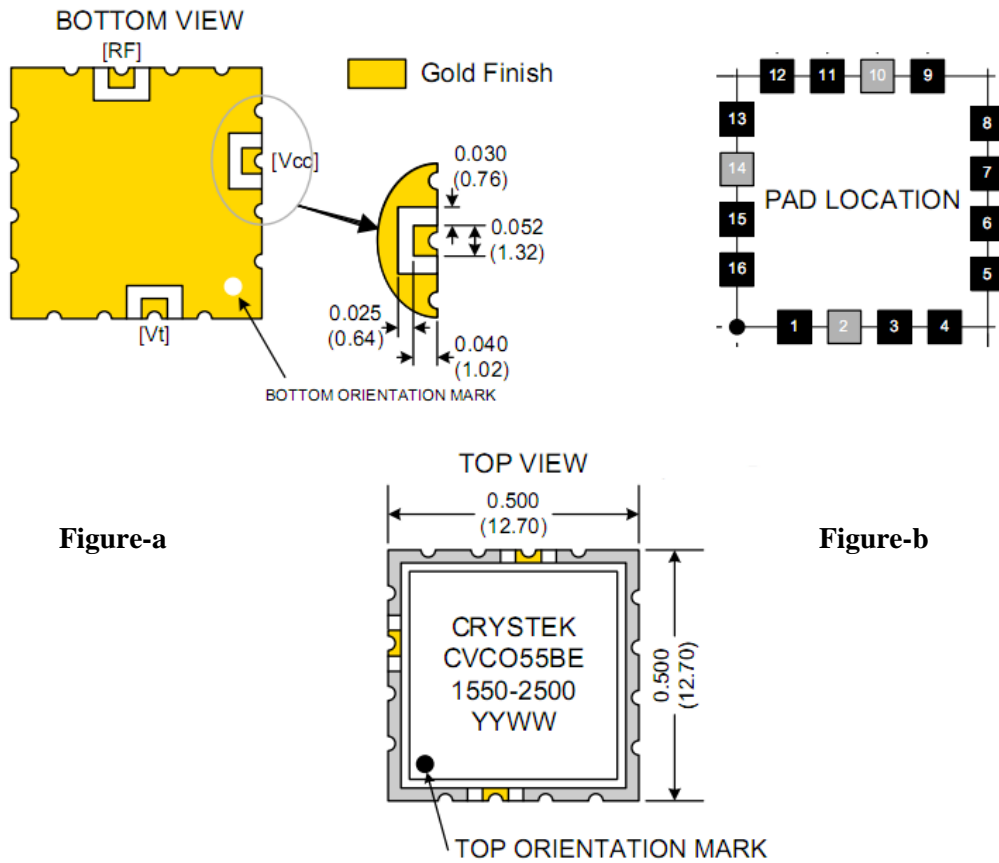 BOTTOM VIEW
[RF]
Gold Finish
[Vcc]
0.030
(0.76)
0.052
(1.32)
0.025
(0.64)
0.040
(1.02)
[Vt]
BOTTOM ORIENTATION MARK
12 11 10 9
13
8
14
7
PAD LOCATION
15
6
16
5
1 2 3 4
TOP VIEW
0.500
(12.70)
Figure-a
Figure-b
CRYSTEK
CVCO55BE
1550-2500
YYWW
0.500
(12.70)
TOP ORIENTATION MARK